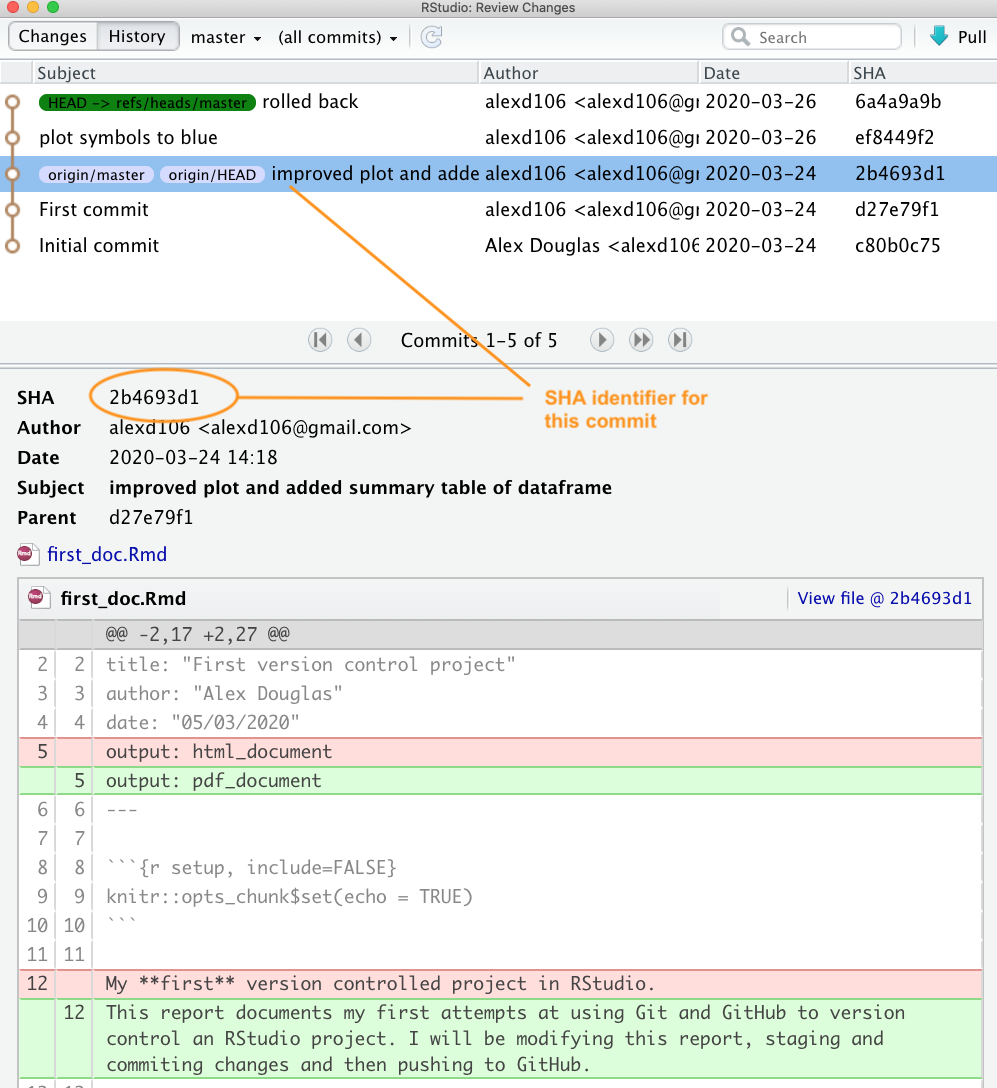 RStudio: Review Changes
Changes History master (all commits) Search Pull
Subject Author Date SHA
HEAD -> refs/heads/master rolled back alexd106 <alexd106@gr 2020-03-26 6a4a9a9b
plot symbols to blue alexd106 <alexd106@gr 2020-03-26 ef8449f2
origin/master origin/HEAD improved plot and adde alexd106 <alexd106@gr 2020-03-24 2b4693d1
First commit alexd106 <alexd106@gr 2020-03-24 d27e79f1
Initial commit Alex Douglas <alexd106 2020-03-24 c80b0c75
Commits 1-5 of 5
SHA 2b4693d1
SHA identifier for
this commit
Author alexd106 <alexd106@gmail.com>
Date 2020-03-24 14:18
Subject improved plot and added summary table of dataframe
Parent d27e79f1
Rmd first_doc.Rmd
Rmd first_doc.Rmd View file @ 2b4693d1
@@ -2,17 +2,27 @@
2 2 title: "First version control project"
3 3 author: "Alex Douglas"
4 4 date: "05/03/2020"
5 output: html_document
5 output: pdf_document
6 6 ---
7 7
8 8 ```{r setup, include=FALSE}
9 9 knitr::opts_chunk$set(echo = TRUE)
10 10 ```
11 11
12 My **first** version controlled project in RStudio.
12 This report documents my first attempts at using Git and GitHub to version
control an RStudio project. I will be modifying this report, staging and
commiting changes and then pushing to GitHub.